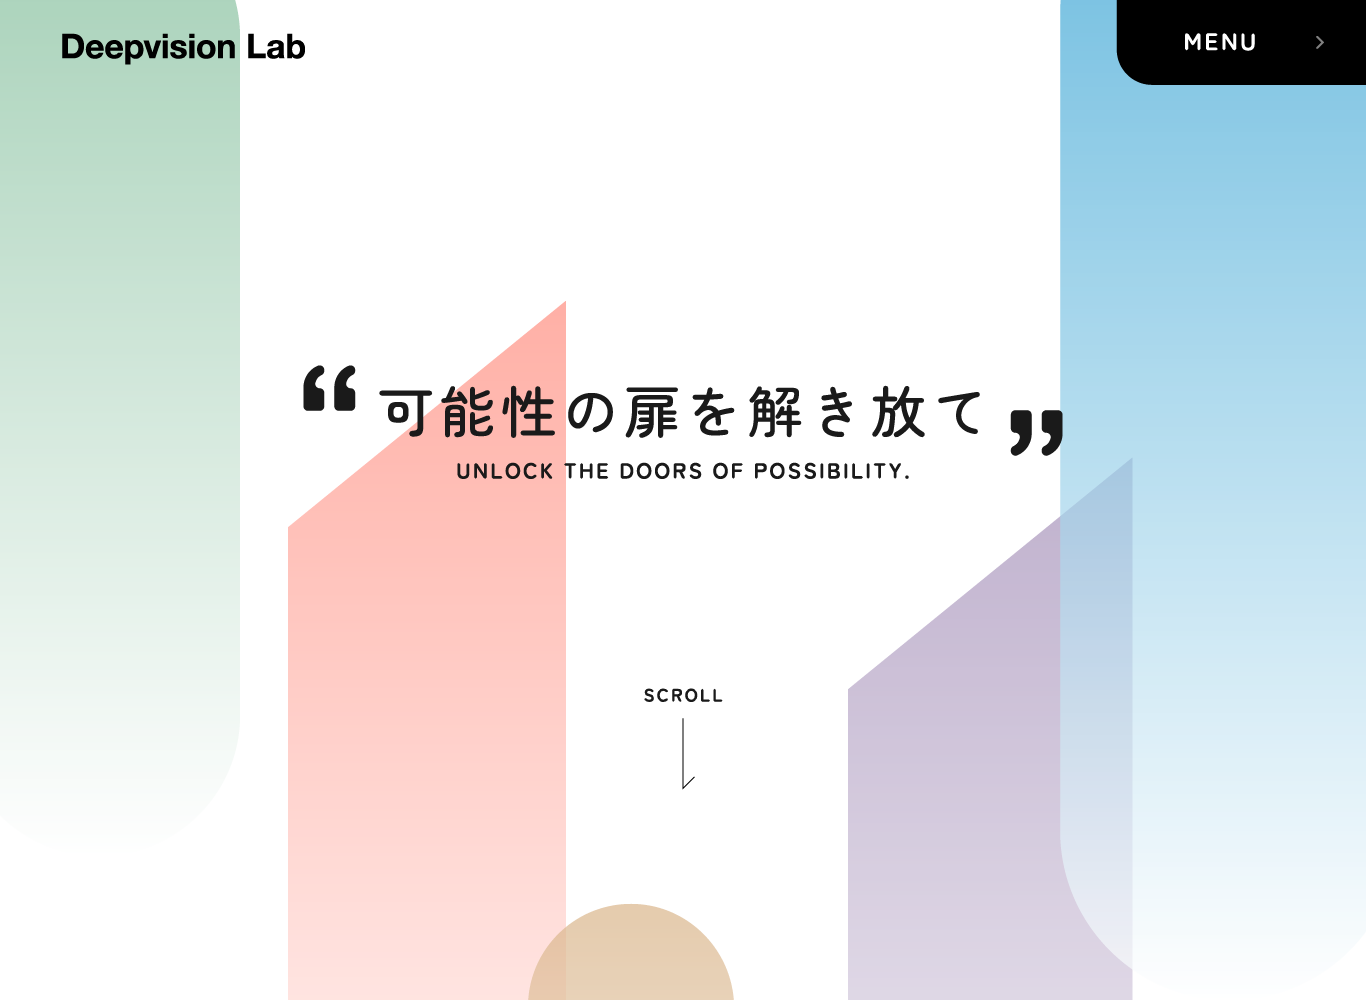 Deepvision Lab
MENU
“可能性の扉を解き放て”
UNLOCK THE DOORS OF POSSIBILITY.
SCROLL